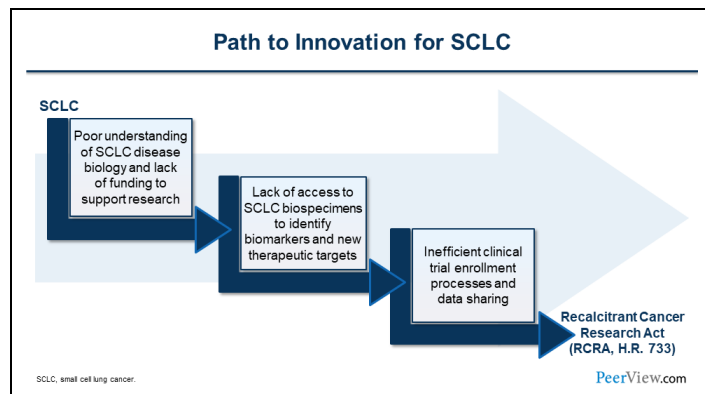 Path to Innovation for SCLC
SCLC
Poor understanding
of SCLC disease
biology and lack
of funding to
support research
Lack of access to
SCLC biospecimens
to identify
biomarkers and new
therapeutic targets
Inefficient clinical
trial enrollment
processes and
data sharing
Recalcitrant Cancer
Research Act
(RCRA, H.R. 733)
SCLC, small cell lung cancer.
PeerView.com